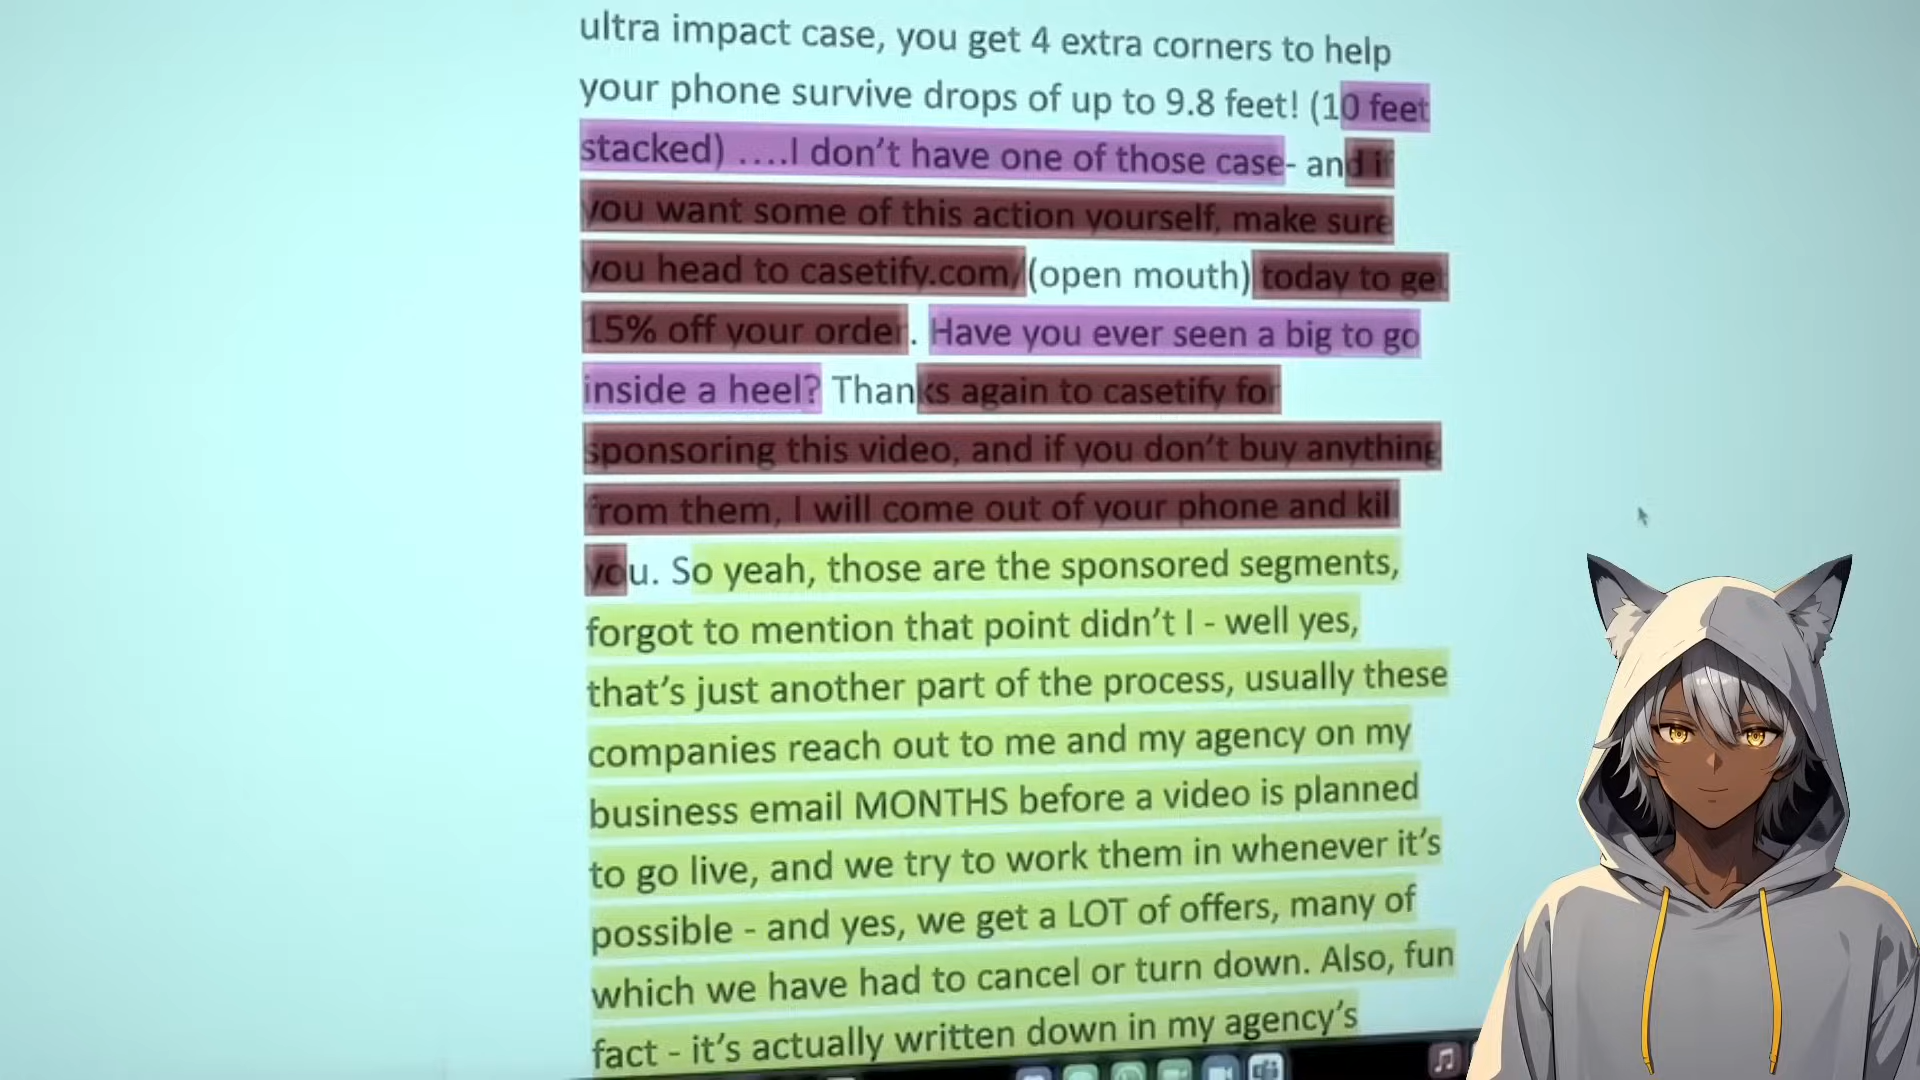 ultra impact case, you get 4 extra corners to help
your phone survive drops of up to 9.8 feet! (10 feet
stacked) ....I don't have one of those case- and if
you want some of this action yourself, make sure
you head to casetify.com/(open mouth) today to get
15% off your order. Have you ever seen a big to go
inside a heel? Thanks again to casetify for
sponsoring this video, and if you don't buy anything
from them, I will come out of your phone and kill
you. So yeah, those are the sponsored segments,
forgot to mention that point didn't I - well yes,
that's just another part of the process, usually these
companies reach out to me and my agency on my
business email MONTHS before a video is planned
to go live, and we try to work them in whenever it's
possible - and yes, we get a LOT of offers, many of
which we have had to cancel or turn down. Also, fun
fact - it's actually written down in my agency's